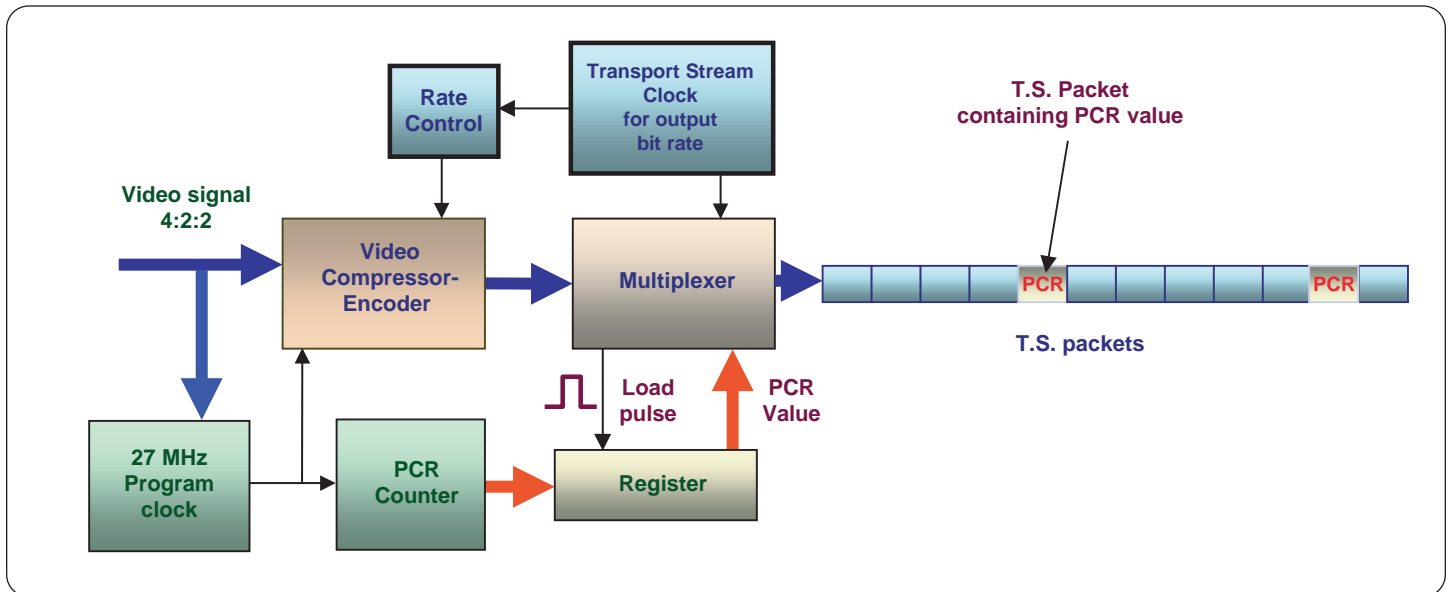 Transport Stream
Clock
for output
bit rate
Rate
Control
T.S. Packet
containing PCR value
Video signal
4:2:2
Video
Compressor-
Encoder
Multiplexer
PCR
PCR
T.S. packets
Load
pulse
PCR
Value
27 MHz
Program
clock
PCR
Counter
Register